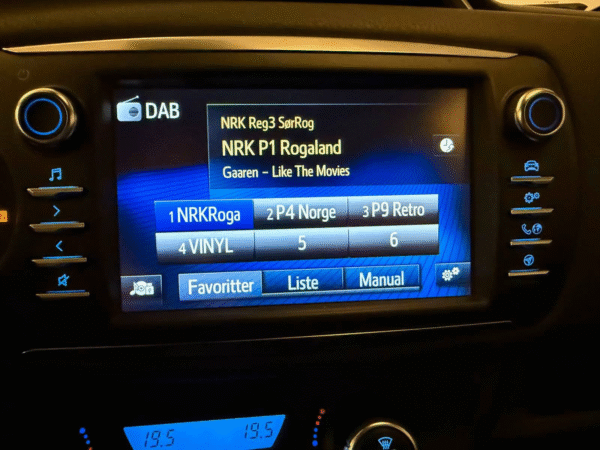 DAB
NRK Reg3 SørRog
NRK P1 Rogaland
Gaaren – Like The Movies
1 NRKRoga 2 P4 Norge 3 P9 Retro
4 VINYL 5 6
Favoritter Liste Manual
19.5 19.5